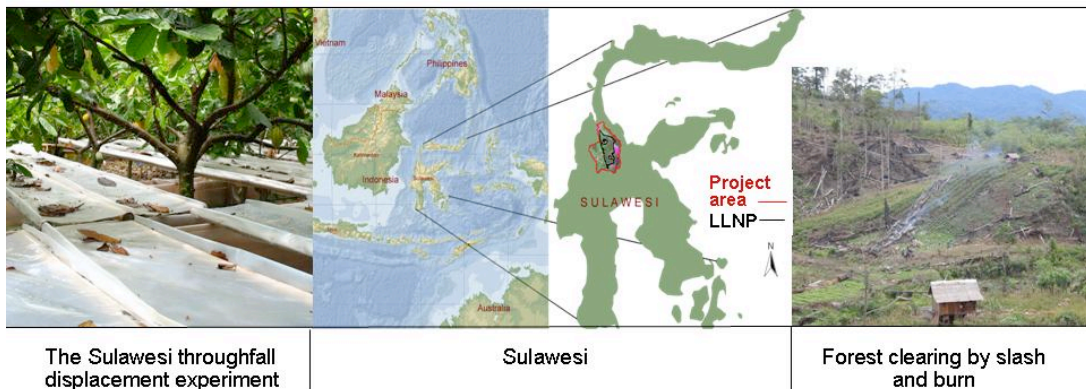 Vietnam
Philippines
Malaysia
Kalimantan
Indonesia
Australia
SULAWESI
Project
area
LLNP
N
The Sulawesi throughfall
displacement experiment
Sulawesi
Forest clearing by slash
and burn